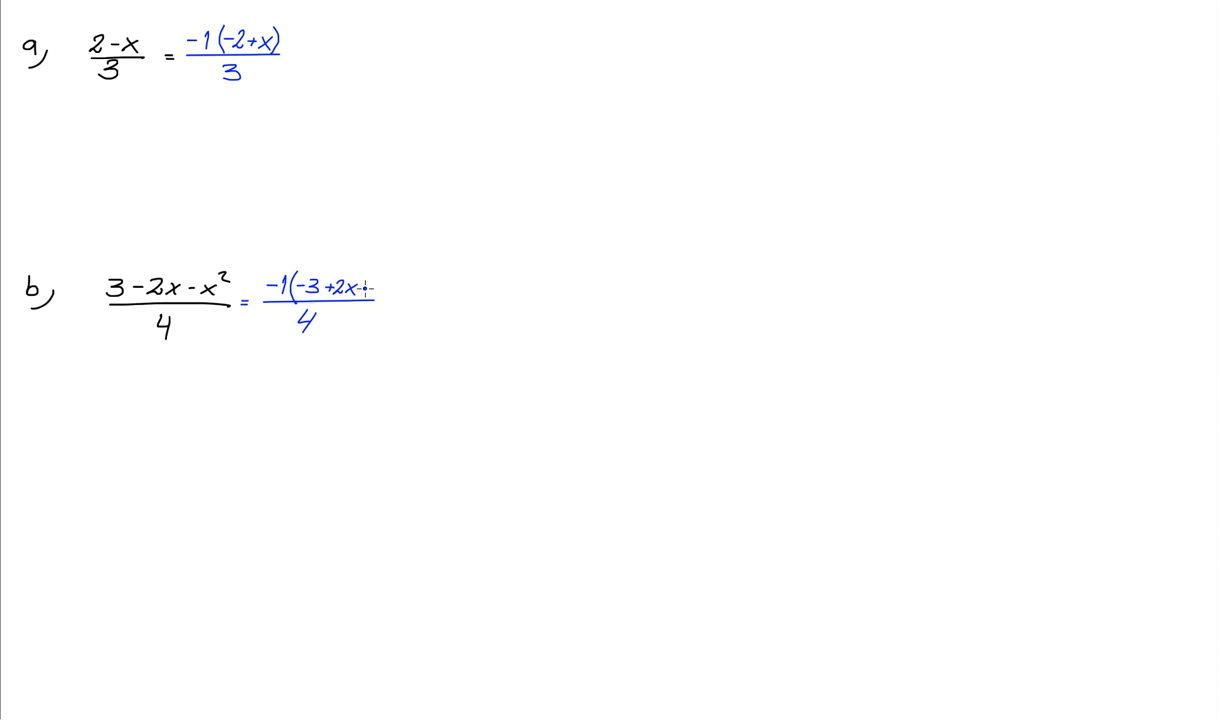 a) 2-x/3 = -1(-2+x)/3
b) 3-2x-x²/4 = -1(-3+2x/4